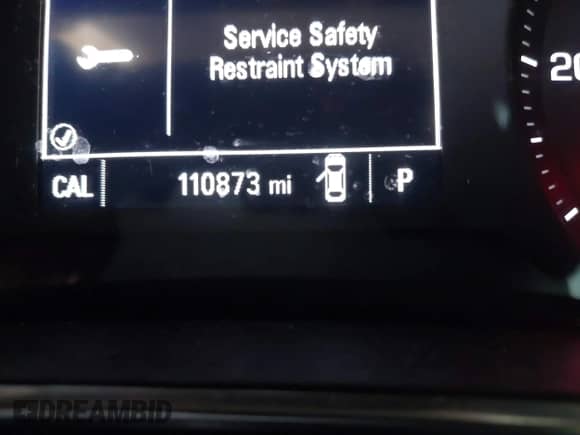 Service Safety
Restraint System
20
CAL 110873 mi P
DREAMBID